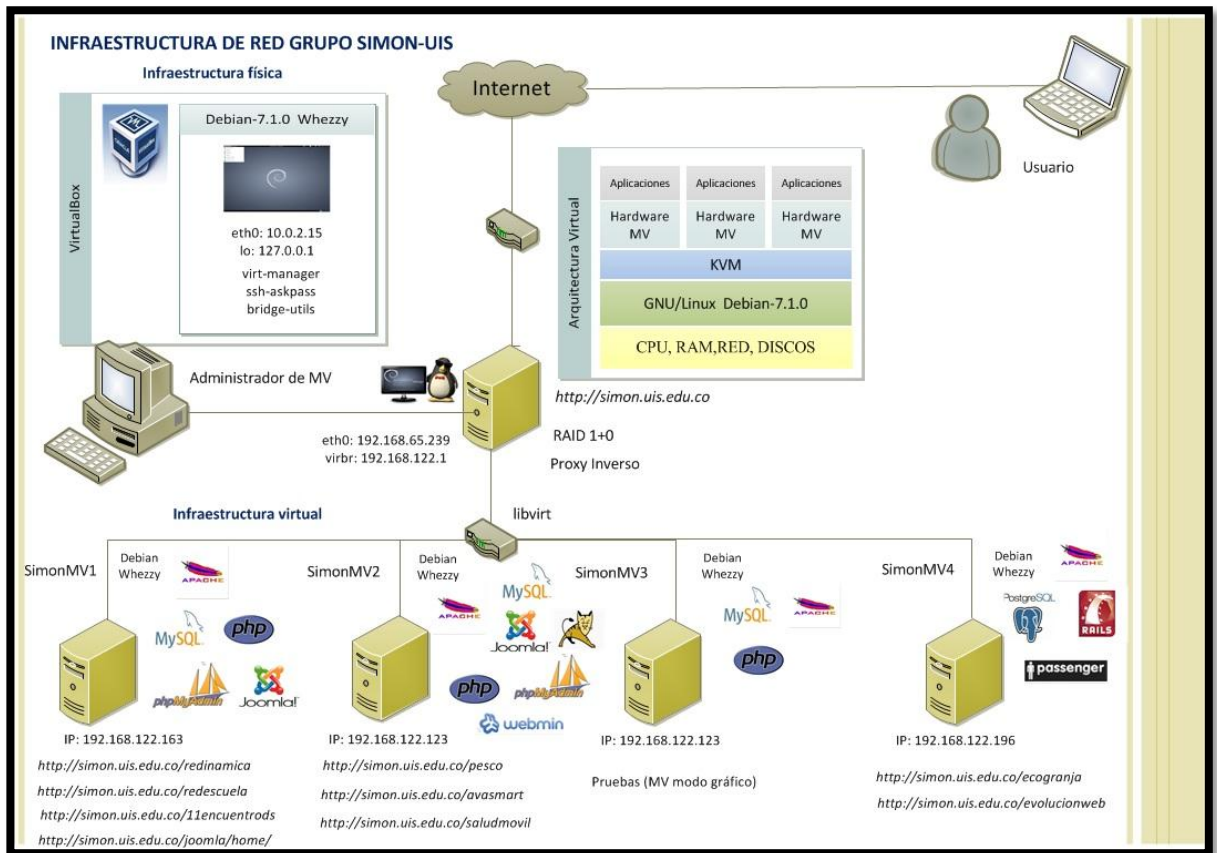 INFRAESTRUCTURA DE RED GRUPO SIMON-UIS
Infraestructura física
VirtualBox
Debian-7.1.0 Whezzy
eth0: 10.0.2.15
lo: 127.0.0.1
virt-manager
ssh-askpass
bridge-utils
Internet
Usuario
Arquitectura Virtual
Aplicaciones Aplicaciones Aplicaciones
Hardware MV Hardware MV Hardware MV
KVM
GNU/Linux Debian-7.1.0
CPU, RAM,RED, DISCOS
Administrador de MV
http://simon.uis.edu.co
RAID 1+0
Proxy Inverso
eth0: 192.168.65.239
virbr: 192.168.122.1
Infraestructura virtual
libvirt
SimonMV1
Debian
Whezzy
APACHE
MySQL
php
phpMyAdmin
Joomla!
IP: 192.168.122.163
http://simon.uis.edu.co/redinamica
http://simon.uis.edu.co/redescuela
http://simon.uis.edu.co/11encuentrods
http://simon.uis.edu.co/joomla/home/
SimonMV2
Debian
Whezzy
APACHE
MySQL
Joomla!
php
phpMyAdmin
webmin
IP: 192.168.122.123
http://simon.uis.edu.co/pesco
http://simon.uis.edu.co/avasmart
http://simon.uis.edu.co/saludmovil
SimonMV3
Debian
Whezzy
MySQL
APACHE
php
IP: 192.168.122.123
Pruebas (MV modo gráfico)
SimonMV4
Debian
Whezzy
APACHE
PostgreSQL
RAILS
passenger
IP: 192.168.122.196
http://simon.uis.edu.co/ecogranja
http://simon.uis.edu.co/evolucionweb